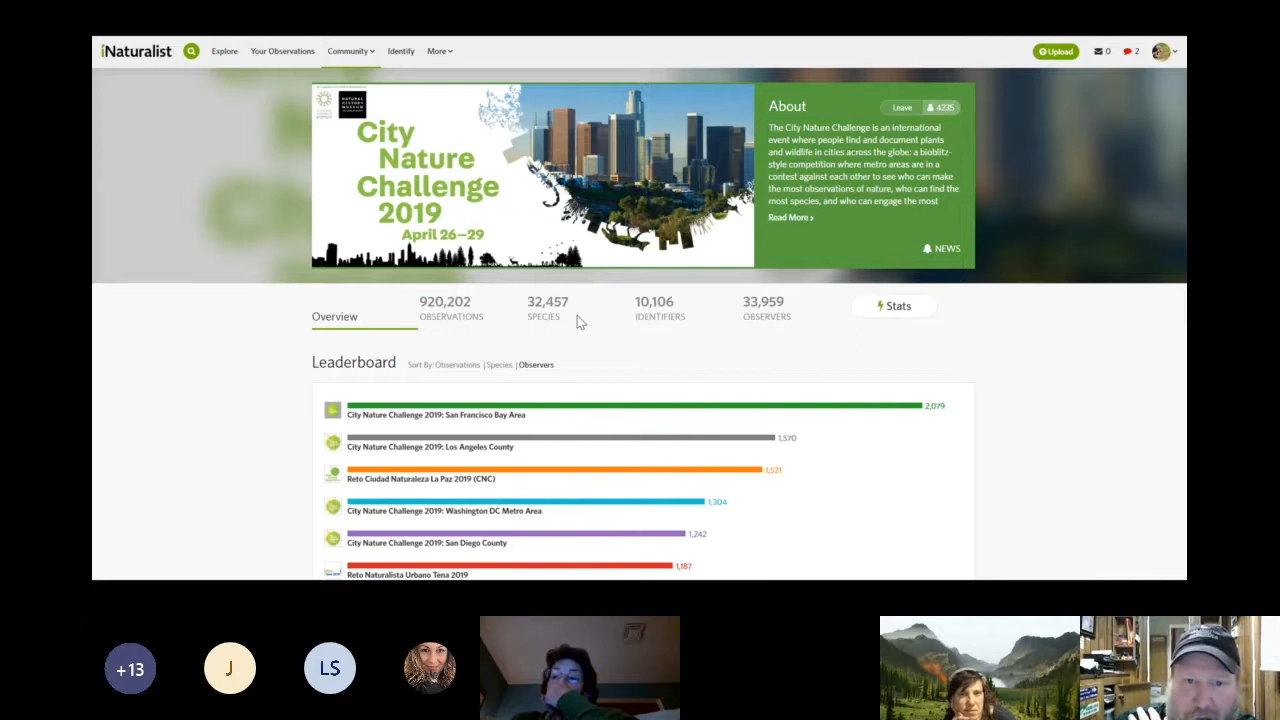 iNaturalist Explore Your Observations Community Identify More Upload 0 2
NATURAL
HISTORY
MUSEUM
City
Nature
Challenge
2019
April 26–29
About
Leave 4235
The City Nature Challenge is an international
event where people find and document plants
and wildlife in cities across the globe: a bioblitz-
style competition where metro areas are in a
contest against each other to see who can make
the most observations of nature, who can find the
most species, and who can engage the most
Read More >
NEWS
Overview
920,202
OBSERVATIONS
32,457
SPECIES
10,106
IDENTIFIERS
33,959
OBSERVERS
Stats
Leaderboard Sort By: Observations | Species | Observers
2,079
City Nature Challenge 2019: San Francisco Bay Area
1,570
City Nature Challenge 2019: Los Angeles County
1,521
Reto Ciudad Naturaleza La Paz 2019 (CNC)
1,304
City Nature Challenge 2019: Washington DC Metro Area
1,242
City Nature Challenge 2019: San Diego County
1,187
Reto Naturalista Urbano Tena 2019
+13 J LS